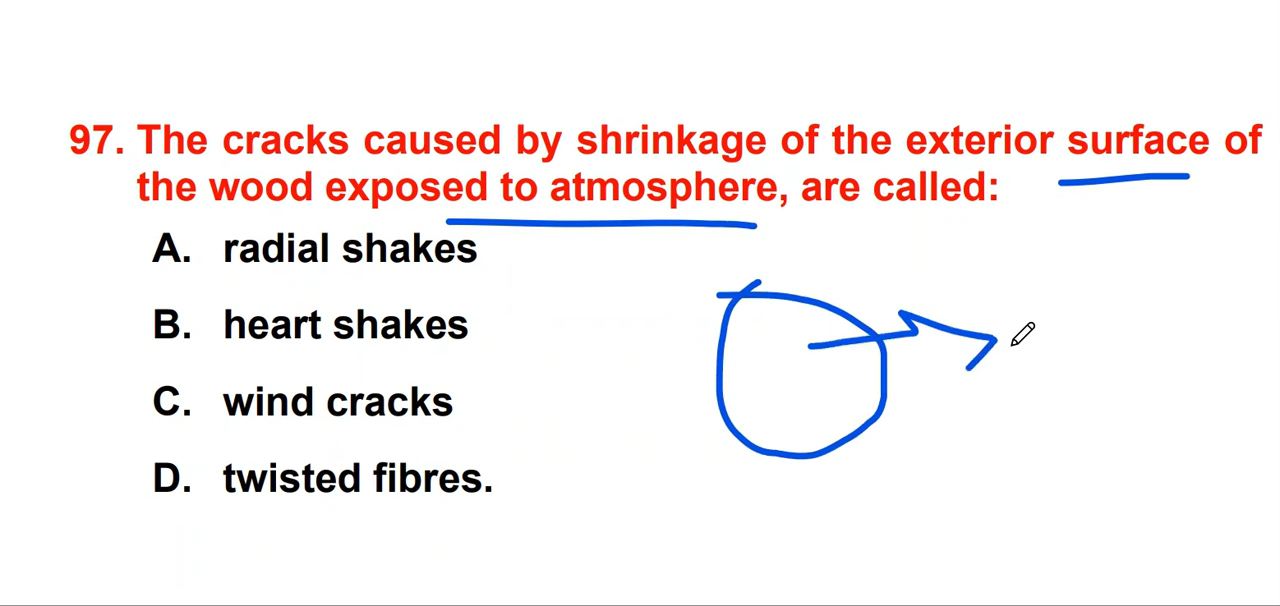 97. The cracks caused by shrinkage of the exterior surface of
the wood exposed to atmosphere, are called:
A. radial shakes
B. heart shakes
C. wind cracks
D. twisted fibres.